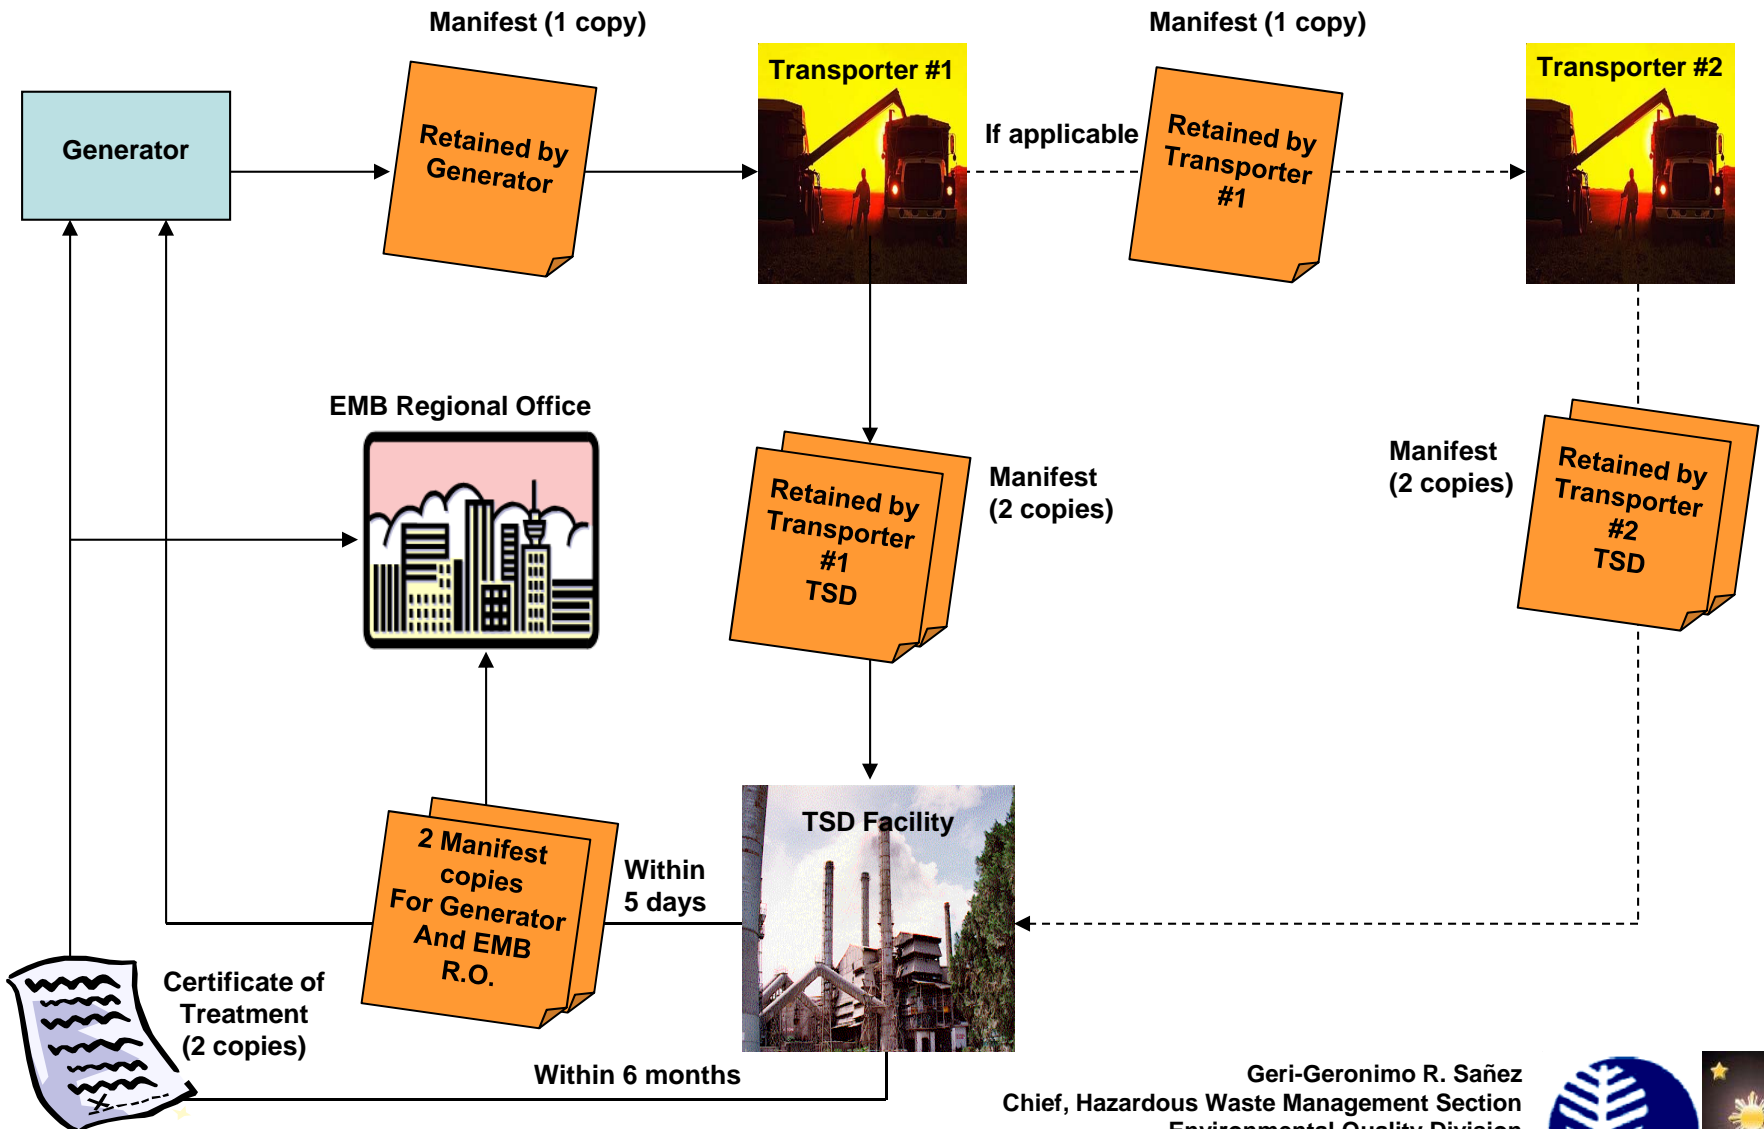 Manifest (1 copy)
Manifest (1 copy)
Generator
Retained by
Generator
Transporter #1
If applicable
Retained by
Transporter
#1
Transporter #2
EMB Regional Office
Retained by
Transporter
#1
TSD
Manifest
(2 copies)
Manifest
(2 copies)
Retained by
Transporter
#2
TSD
2 Manifest
copies
For Generator
And EMB
R.O.
Within
5 days
TSD Facility
Certificate of
Treatment
(2 copies)
Within 6 months
Geri-Geronimo R. Sañez
Chief, Hazardous Waste Management Section
Environmental Quality Division